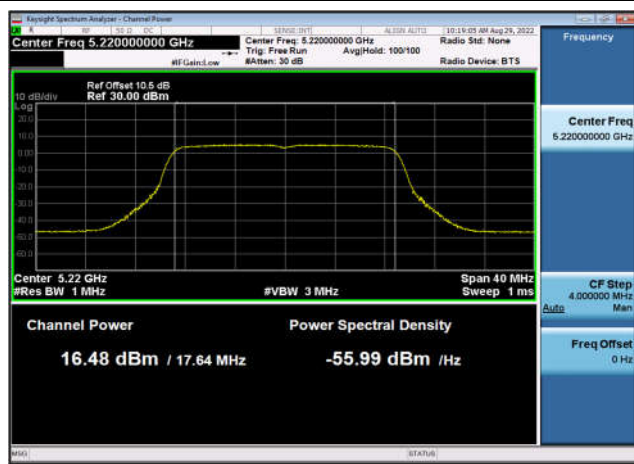 Keysight Spectrum Analyzer - Channel Power
RF 50 Ω DC SENSE:INT ALIGN AUTO 10:19:05 AM Aug 29, 2022
Center Freq 5.220000000 GHz
Center Freq: 5.220000000 GHz
Radio Std: None
Trig: Free Run Avg|Hold: 100/100
#IFGain:Low #Atten: 30 dB Radio Device: BTS
Frequency
Ref Offset 10.5 dB
10 dB/div Ref 30.00 dBm
Log
20.0
10.0
0.00
-10.0
-20.0
-30.0
-40.0
-50.0
-60.0
Center 5.22 GHz Span 40 MHz
#Res BW 1 MHz #VBW 3 MHz Sweep 1 ms
Channel Power Power Spectral Density
16.48 dBm / 17.64 MHz -55.99 dBm /Hz
Center Freq
5.220000000 GHz
CF Step
4.000000 MHz
Auto Man
Freq Offset
0 Hz
MSG STATUS